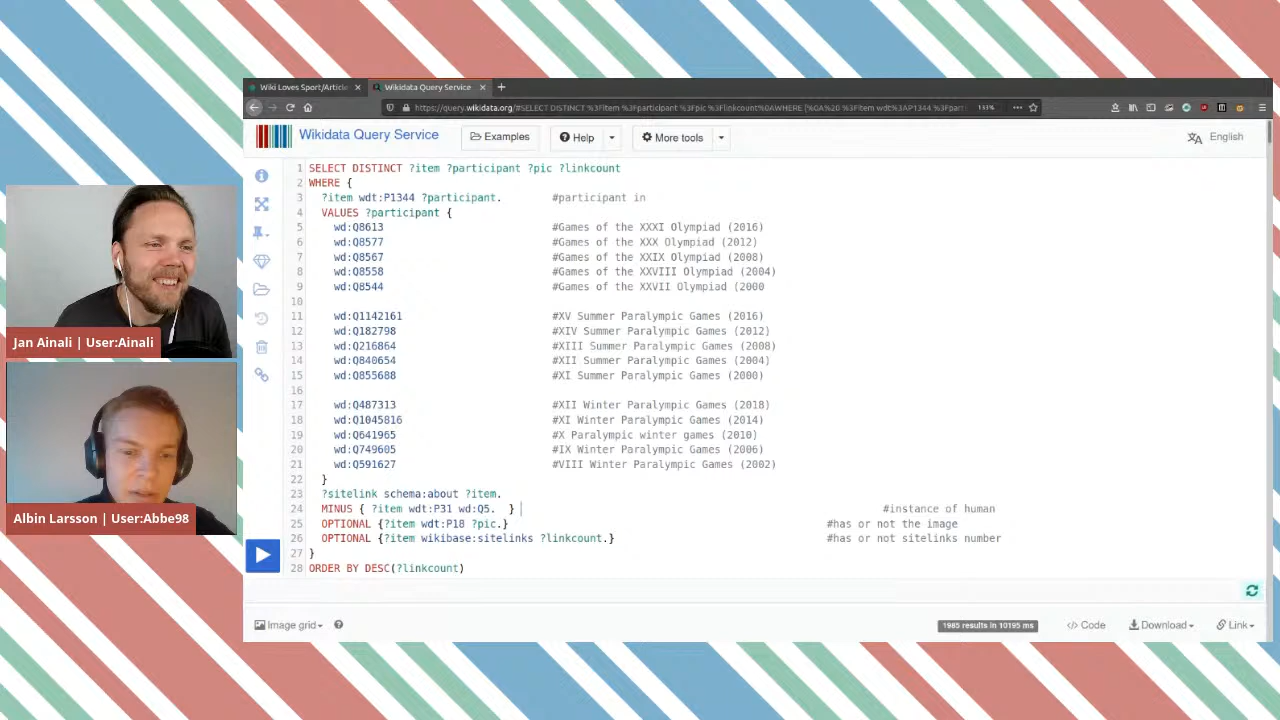 Wiki Loves Sport/Article
Wikidata Query Service
https://query.wikidata.org/#SELECT DISTINCT %3Fitem %3Fparticipant %3Fpic %3Flinkcount%0AWHERE {%0A%20 %3Fitem wdt%3AP1344 %3Fpart
133%
Wikidata Query Service
Examples
Help
More tools
English
1 SELECT DISTINCT ?item ?participant ?pic ?linkcount
2 WHERE {
3 ?item wdt:P1344 ?participant. #participant in
4 VALUES ?participant {
5 wd:Q8613 #Games of the XXXI Olympiad (2016)
6 wd:Q8577 #Games of the XXX Olympiad (2012)
7 wd:Q8567 #Games of the XXIX Olympiad (2008)
8 wd:Q8558 #Games of the XXVIII Olympiad (2004)
9 wd:Q8544 #Games of the XXVII Olympiad (2000
10
11 wd:Q1142161 #XV Summer Paralympic Games (2016)
12 wd:Q182798 #XIV Summer Paralympic Games (2012)
13 wd:Q216864 #XIII Summer Paralympic Games (2008)
14 wd:Q840654 #XII Summer Paralympic Games (2004)
15 wd:Q855688 #XI Summer Paralympic Games (2000)
16
17 wd:Q487313 #XII Winter Paralympic Games (2018)
18 wd:Q1045816 #XI Winter Paralympic Games (2014)
19 wd:Q641965 #X Paralympic winter games (2010)
20 wd:Q749605 #IX Winter Paralympic Games (2006)
21 wd:Q591627 #VIII Winter Paralympic Games (2002)
22 }
23 ?sitelink schema:about ?item.
24 MINUS { ?item wdt:P31 wd:Q5. } #instance of human
25 OPTIONAL {?item wdt:P18 ?pic.} #has or not the image
26 OPTIONAL {?item wikibase:sitelinks ?linkcount.} #has or not sitelinks number
27 }
28 ORDER BY DESC(?linkcount)
Image grid
1985 results in 10195 ms
</> Code
Download
Link
Jan Ainali | User:Ainali
Albin Larsson | User:Abbe98